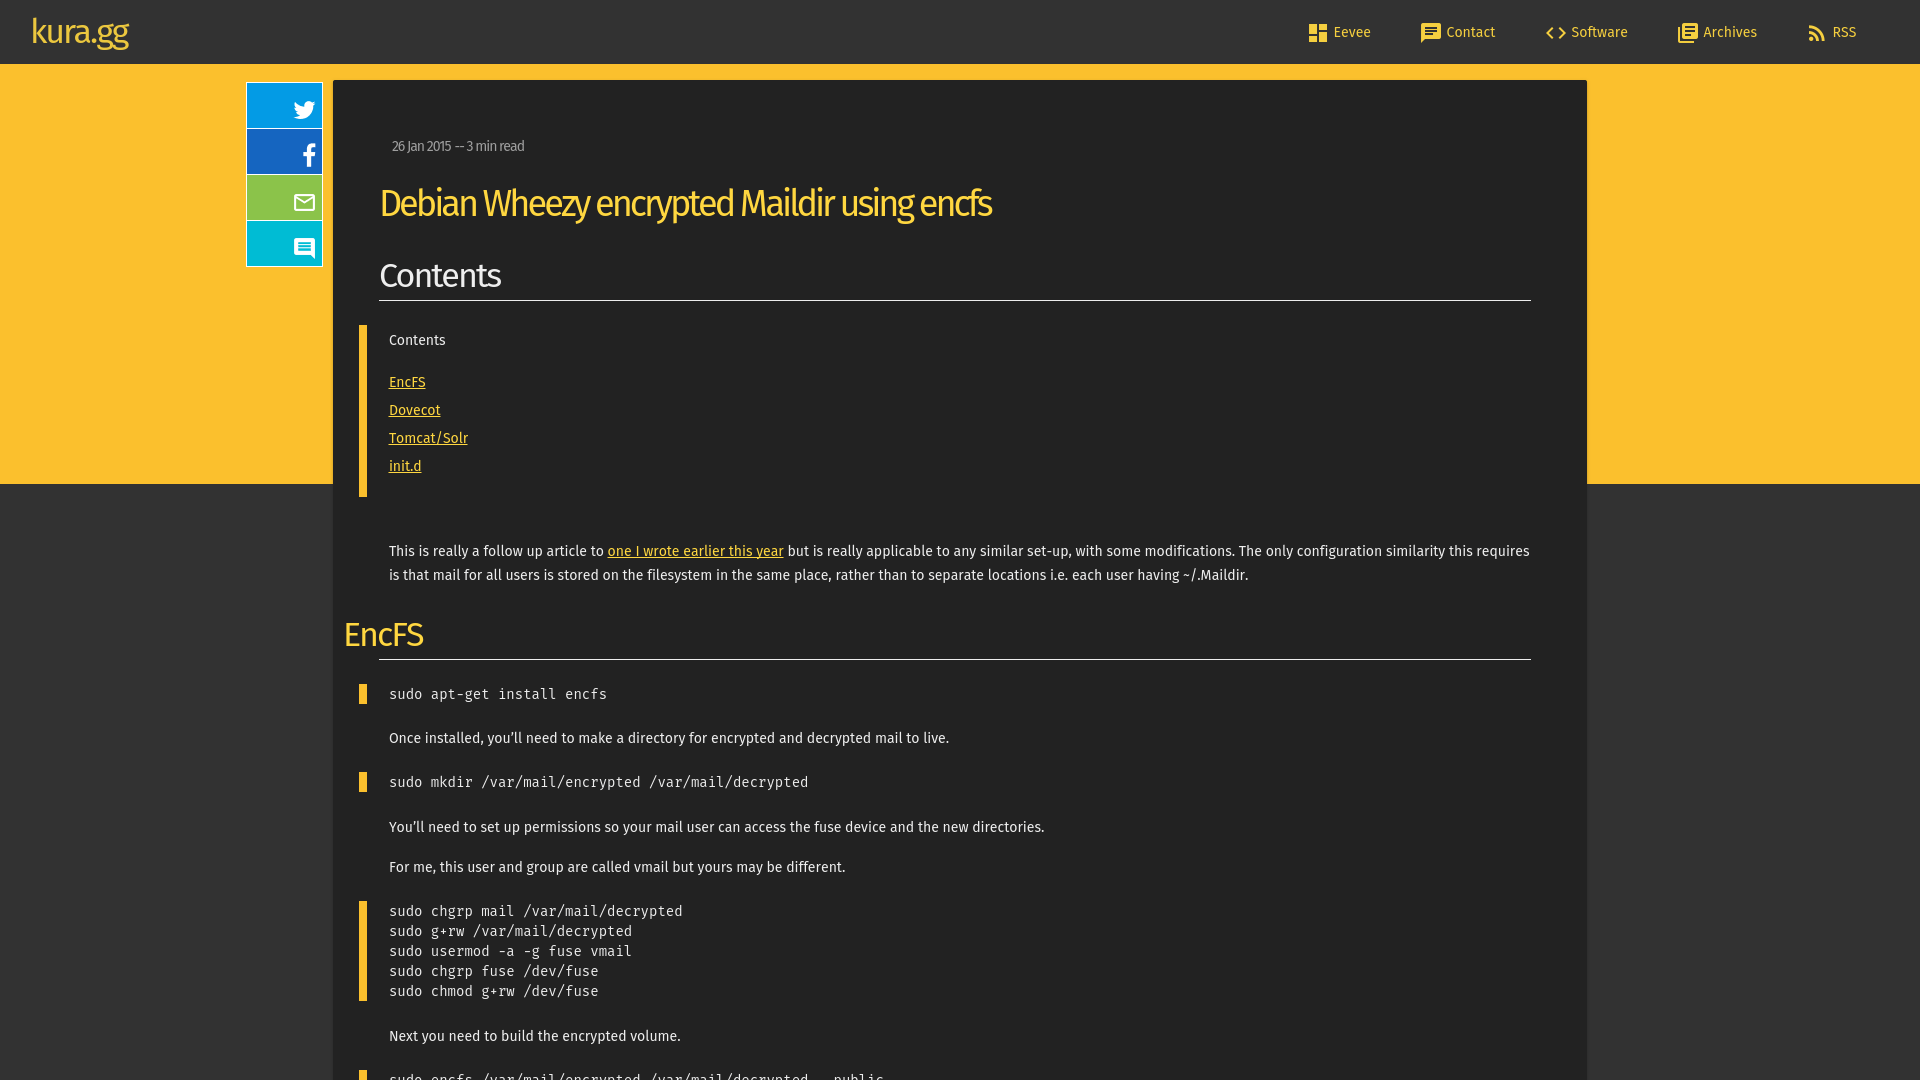 kura.gg
Eevee
Contact
Software
Archives
RSS
26 Jan 2015 -- 3 min read
Debian Wheezy encrypted Maildir using encfs
Contents
Contents
EncFS
Dovecot
Tomcat/Solr
init.d
This is really a follow up article to one I wrote earlier this year but is really applicable to any similar set-up, with some modifications. The only configuration similarity this requires
is that mail for all users is stored on the filesystem in the same place, rather than to separate locations i.e. each user having ~/.Maildir.
EncFS
sudo apt-get install encfs
Once installed, you’ll need to make a directory for encrypted and decrypted mail to live.
sudo mkdir /var/mail/encrypted /var/mail/decrypted
You’ll need to set up permissions so your mail user can access the fuse device and the new directories.
For me, this user and group are called vmail but yours may be different.
sudo chgrp mail /var/mail/decrypted
sudo g+rw /var/mail/decrypted
sudo usermod -a -g fuse vmail
sudo chgrp fuse /dev/fuse
sudo chmod g+rw /dev/fuse
Next you need to build the encrypted volume.
sudo encfs /var/mail/encrypted /var/mail/decrypted --public